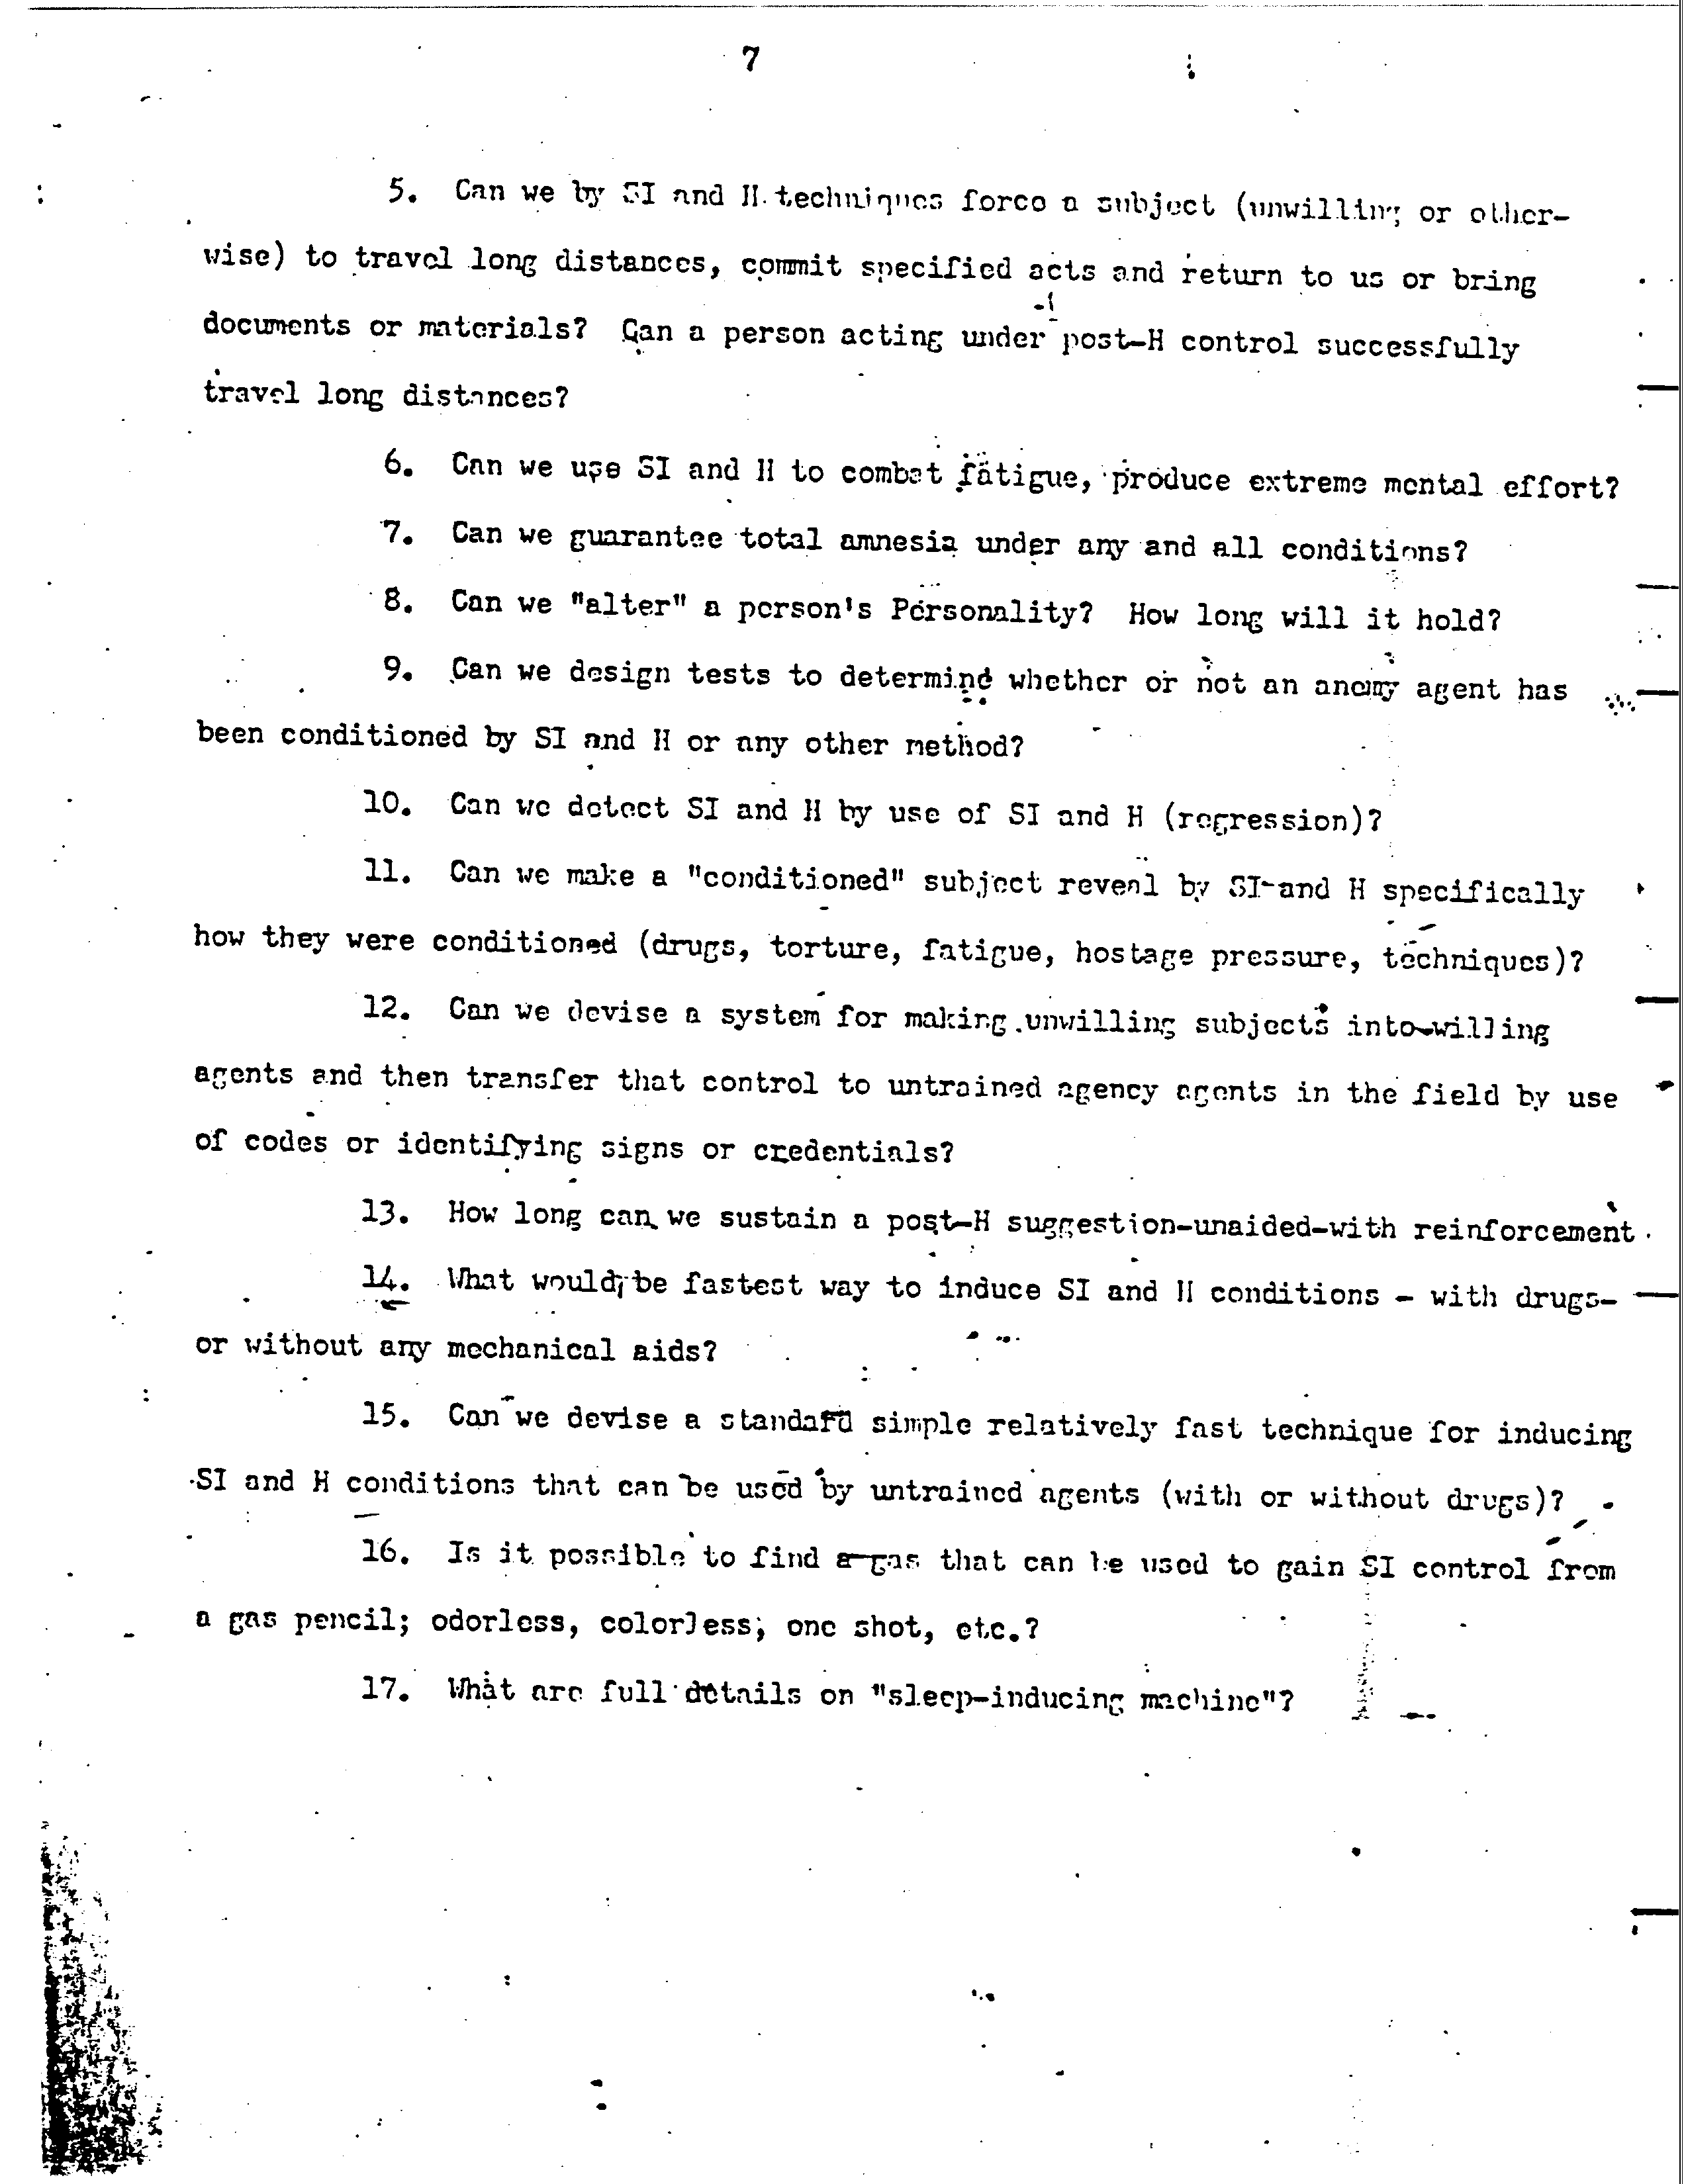 7
5. Can we by SI and H techniques force a subject (unwilling or other-
wise) to travel long distances, commit specified acts and return to us or bring
documents or materials? Can a person acting under post-H control successfully
travel long distances?
6. Can we use SI and H to combat fatigue, produce extreme mental effort?
7. Can we guarantee total amnesia under any and all conditions?
8. Can we "alter" a person's Personality? How long will it hold?
9. Can we design tests to determine whether or not an enemy agent has
been conditioned by SI and H or any other method?
10. Can we detect SI and H by use of SI and H (regression)?
11. Can we make a "conditioned" subject reveal by SI and H specifically
how they were conditioned (drugs, torture, fatigue, hostage pressure, techniques)?
12. Can we devise a system for making unwilling subjects into willing
agents and then transfer that control to untrained agency agents in the field by use
of codes or identifying signs or credentials?
13. How long can we sustain a post-H suggestion-unaided-with reinforcement.
14. What would be fastest way to induce SI and H conditions - with drugs-
or without any mechanical aids?
15. Can we devise a standard simple relatively fast technique for inducing
SI and H conditions that can be used by untrained agents (with or without drugs)?
16. Is it possible to find a gas that can be used to gain SI control from
a gas pencil; odorless, colorless; one shot, etc.?
17. What are full details on "sleep-inducing machine"?